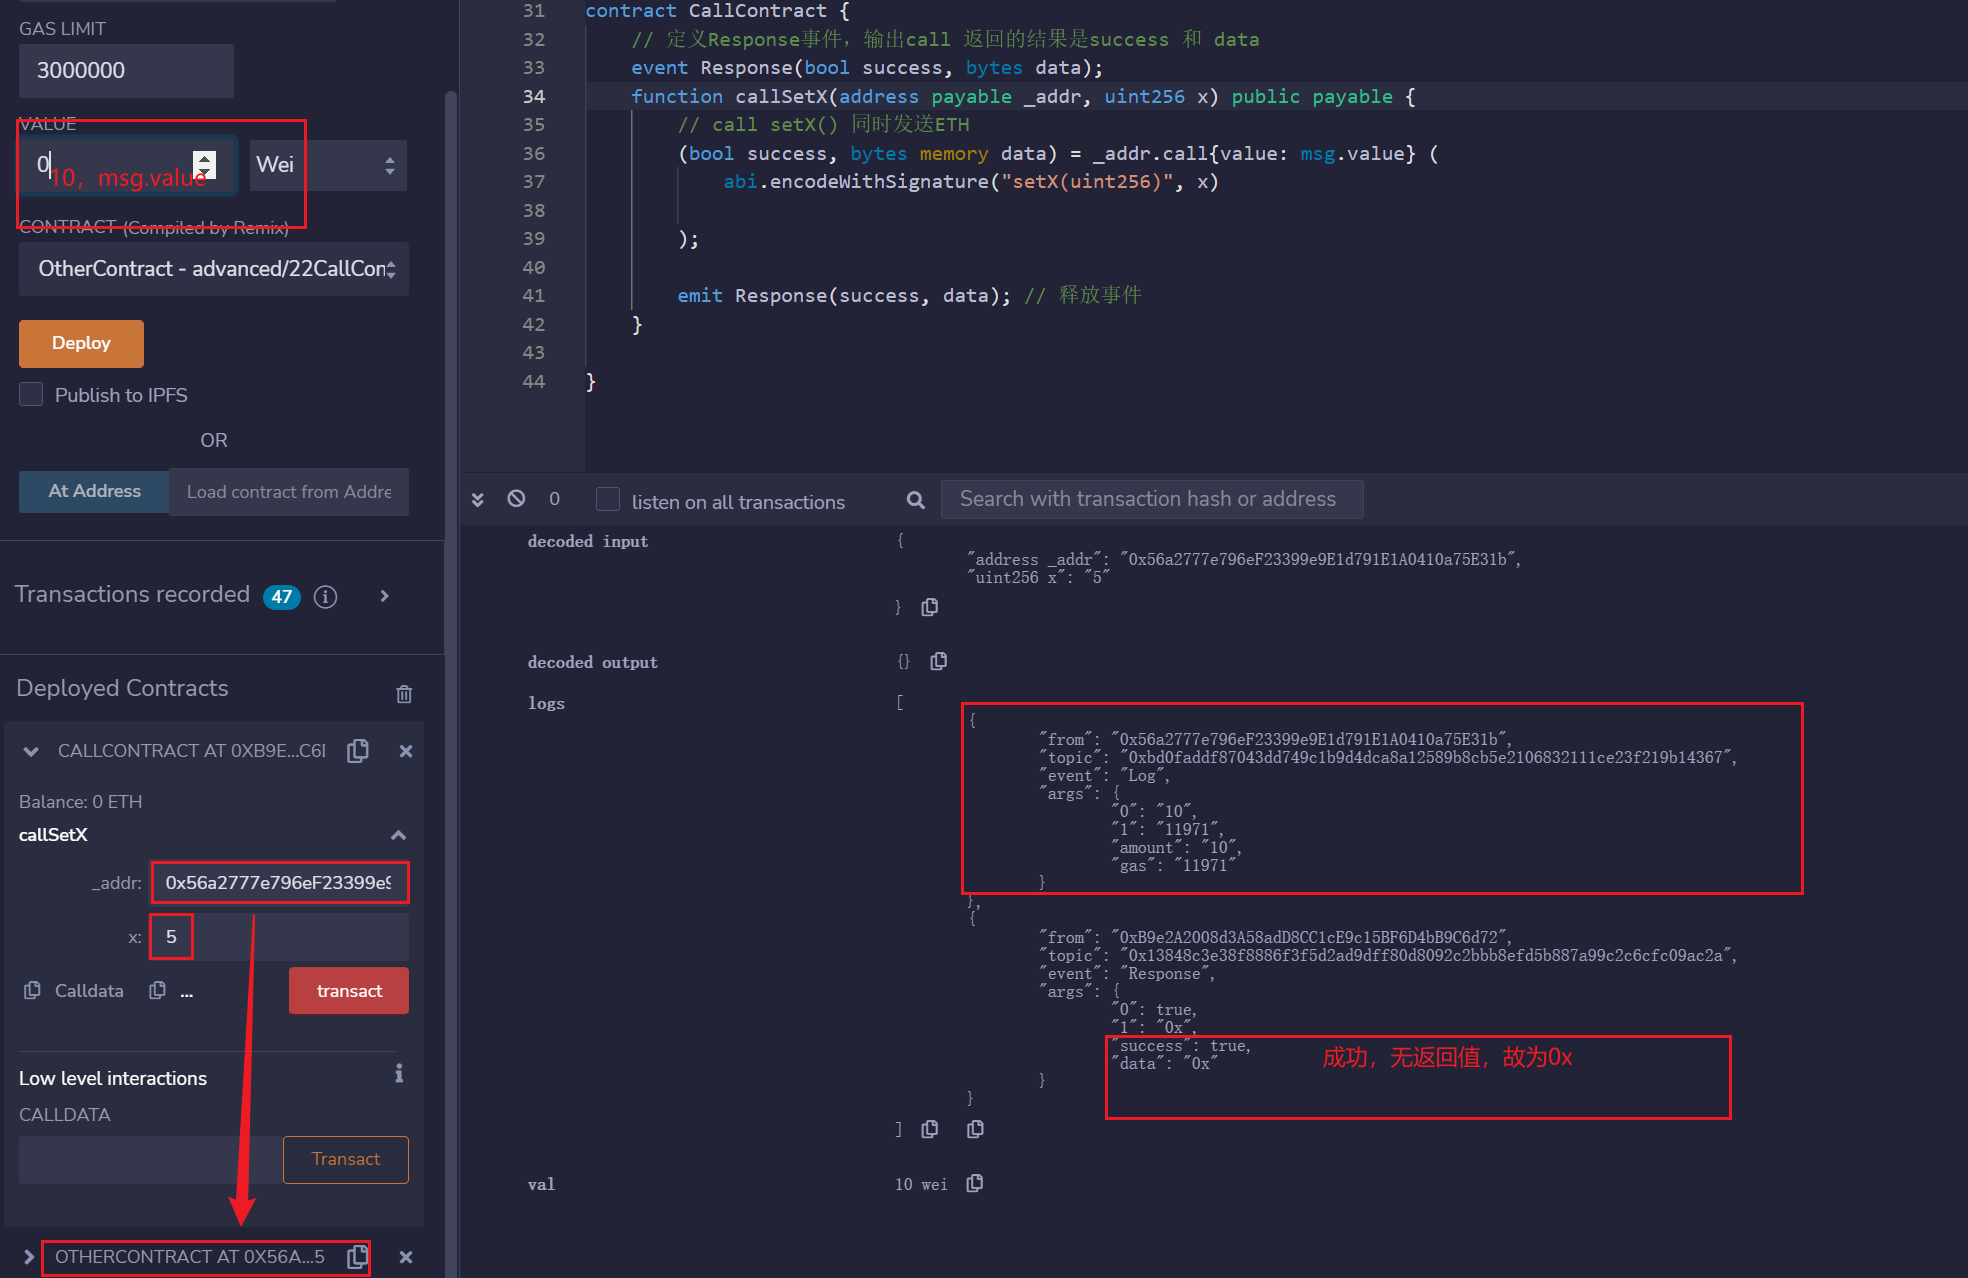 GAS LIMIT
3000000
VALUE
0
10，msg.value
Wei
CONTRACT (Compiled by Remix)
OtherContract - advanced/22CallCon
Deploy
Publish to IPFS
OR
At Address
Load contract from Addre
Transactions recorded 47
Deployed Contracts
CALLCONTRACT AT 0XB9E...C6I
Balance: 0 ETH
callSetX
_addr: 0x56a2777e796eF23399e9
x: 5
Calldata
...
transact
Low level interactions
CALLDATA
Transact
OTHERCONTRACT AT 0X56A...5
31 contract CallContract {
32 // 定义Response事件，输出call 返回的结果是success 和 data
33 event Response(bool success, bytes data);
34 function callSetX(address payable _addr, uint256 x) public payable {
35 // call setX() 同时发送ETH
36 (bool success, bytes memory data) = _addr.call{value: msg.value} (
37 abi.encodeWithSignature("setX(uint256)", x)
38
39 );
40
41 emit Response(success, data); // 释放事件
42 }
43
44 }
0
listen on all transactions
Search with transaction hash or address
decoded input
{
"address _addr": "0x56a2777e796eF23399e9E1d791E1A0410a75E31b",
"uint256 x": "5"
}
decoded output
{}
logs
[
{
"from": "0x56a2777e796eF23399e9E1d791E1A0410a75E31b",
"topic": "0xbd0faddf87043dd749c1b9d4dca8a12589b8cb5e2106832111ce23f219b14367",
"event": "Log",
"args": {
"0": "10",
"1": "11971",
"amount": "10",
"gas": "11971"
}
},
{
"from": "0xB9e2A2008d3A58adD8CC1cE9c15BF6D4bB9C6d72",
"topic": "0x13848c3e38f8886f3f5d2ad9dff80d8092c2bbb8efd5b887a99c2c6cfc09ac2a",
"event": "Response",
"args": {
"0": true,
"1": "0x",
"success": true,
"data": "0x"
成功，无返回值，故为0x
}
}
]
val
10 wei